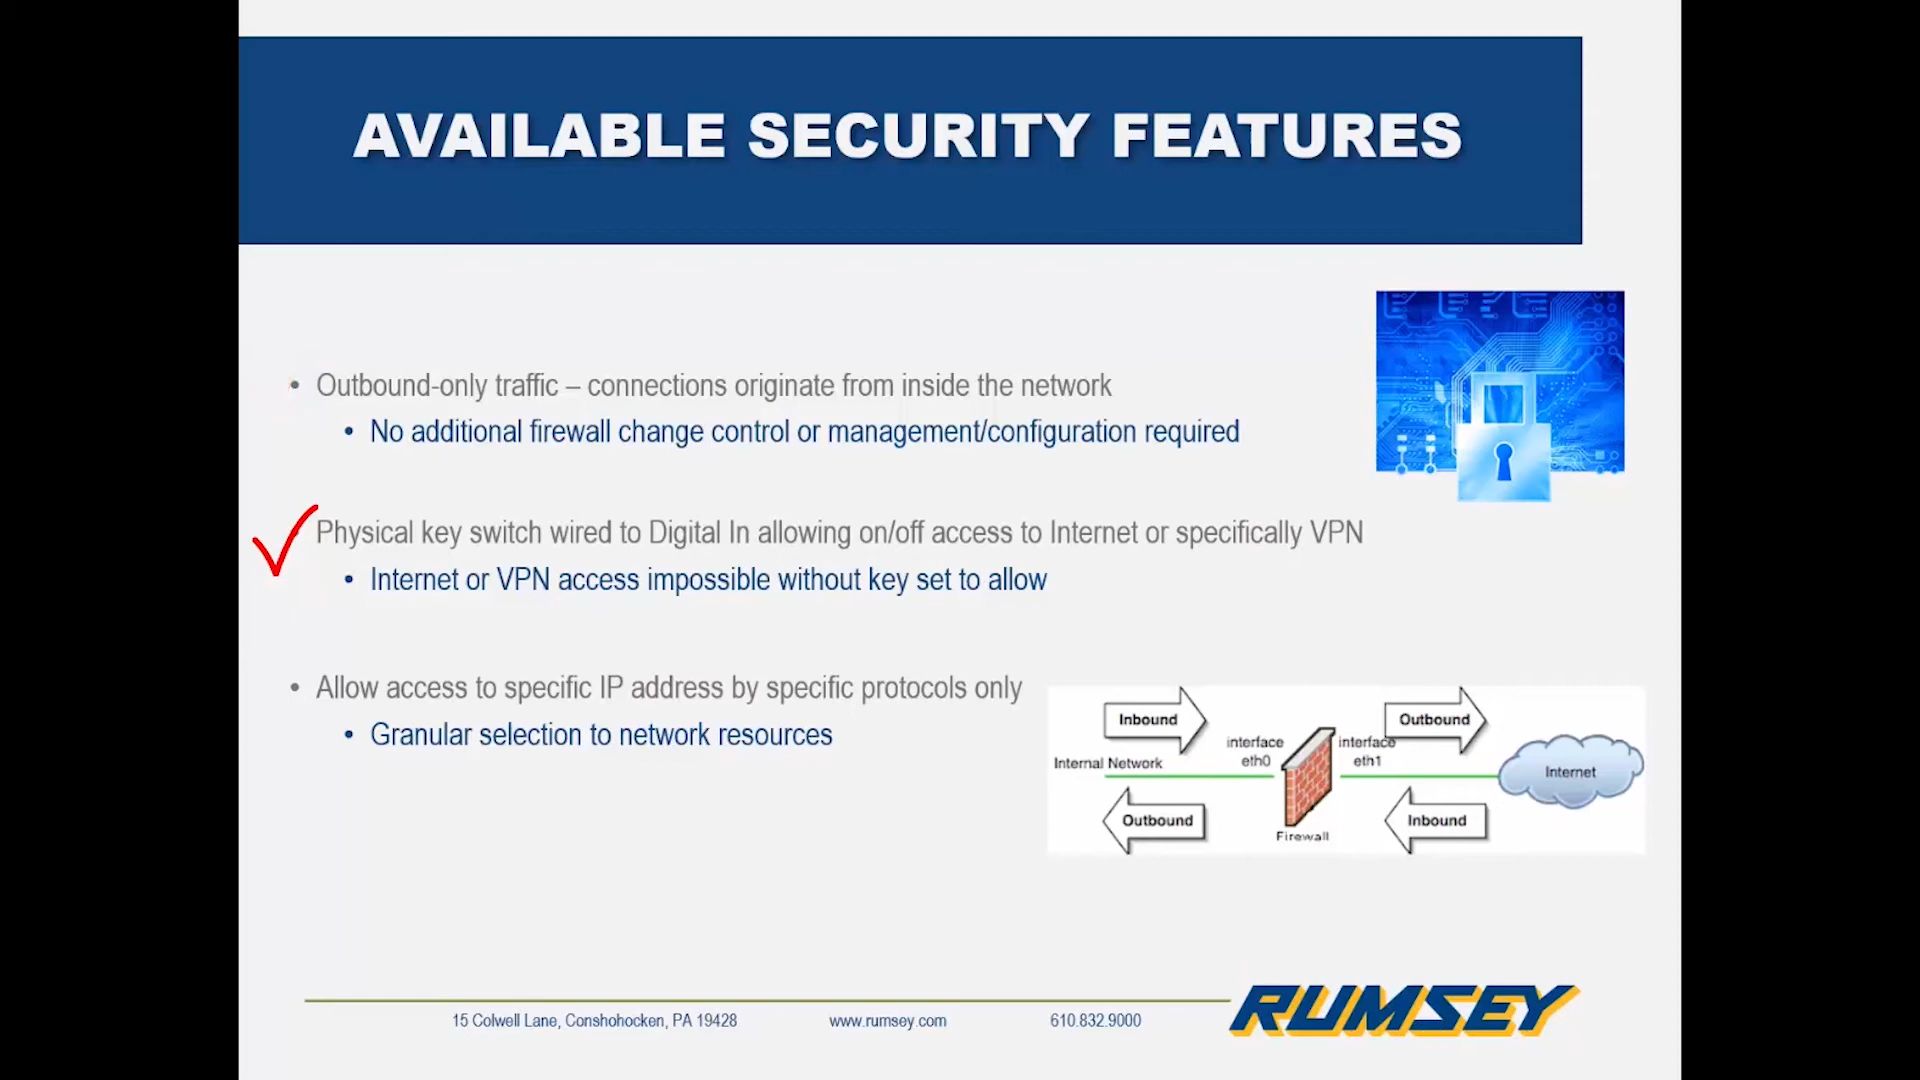 AVAILABLE SECURITY FEATURES
• Outbound-only traffic – connections originate from inside the network
• No additional firewall change control or management/configuration required
Physical key switch wired to Digital In allowing on/off access to Internet or specifically VPN
• Internet or VPN access impossible without key set to allow
• Allow access to specific IP address by specific protocols only
• Granular selection to network resources
Inbound
Outbound
interface
eth0
interface
eth1
Internal Network
Internet
Outbound
Inbound
Firewall
15 Colwell Lane, Conshohocken, PA 19428
www.rumsey.com
610.832.9000
RUMSEY